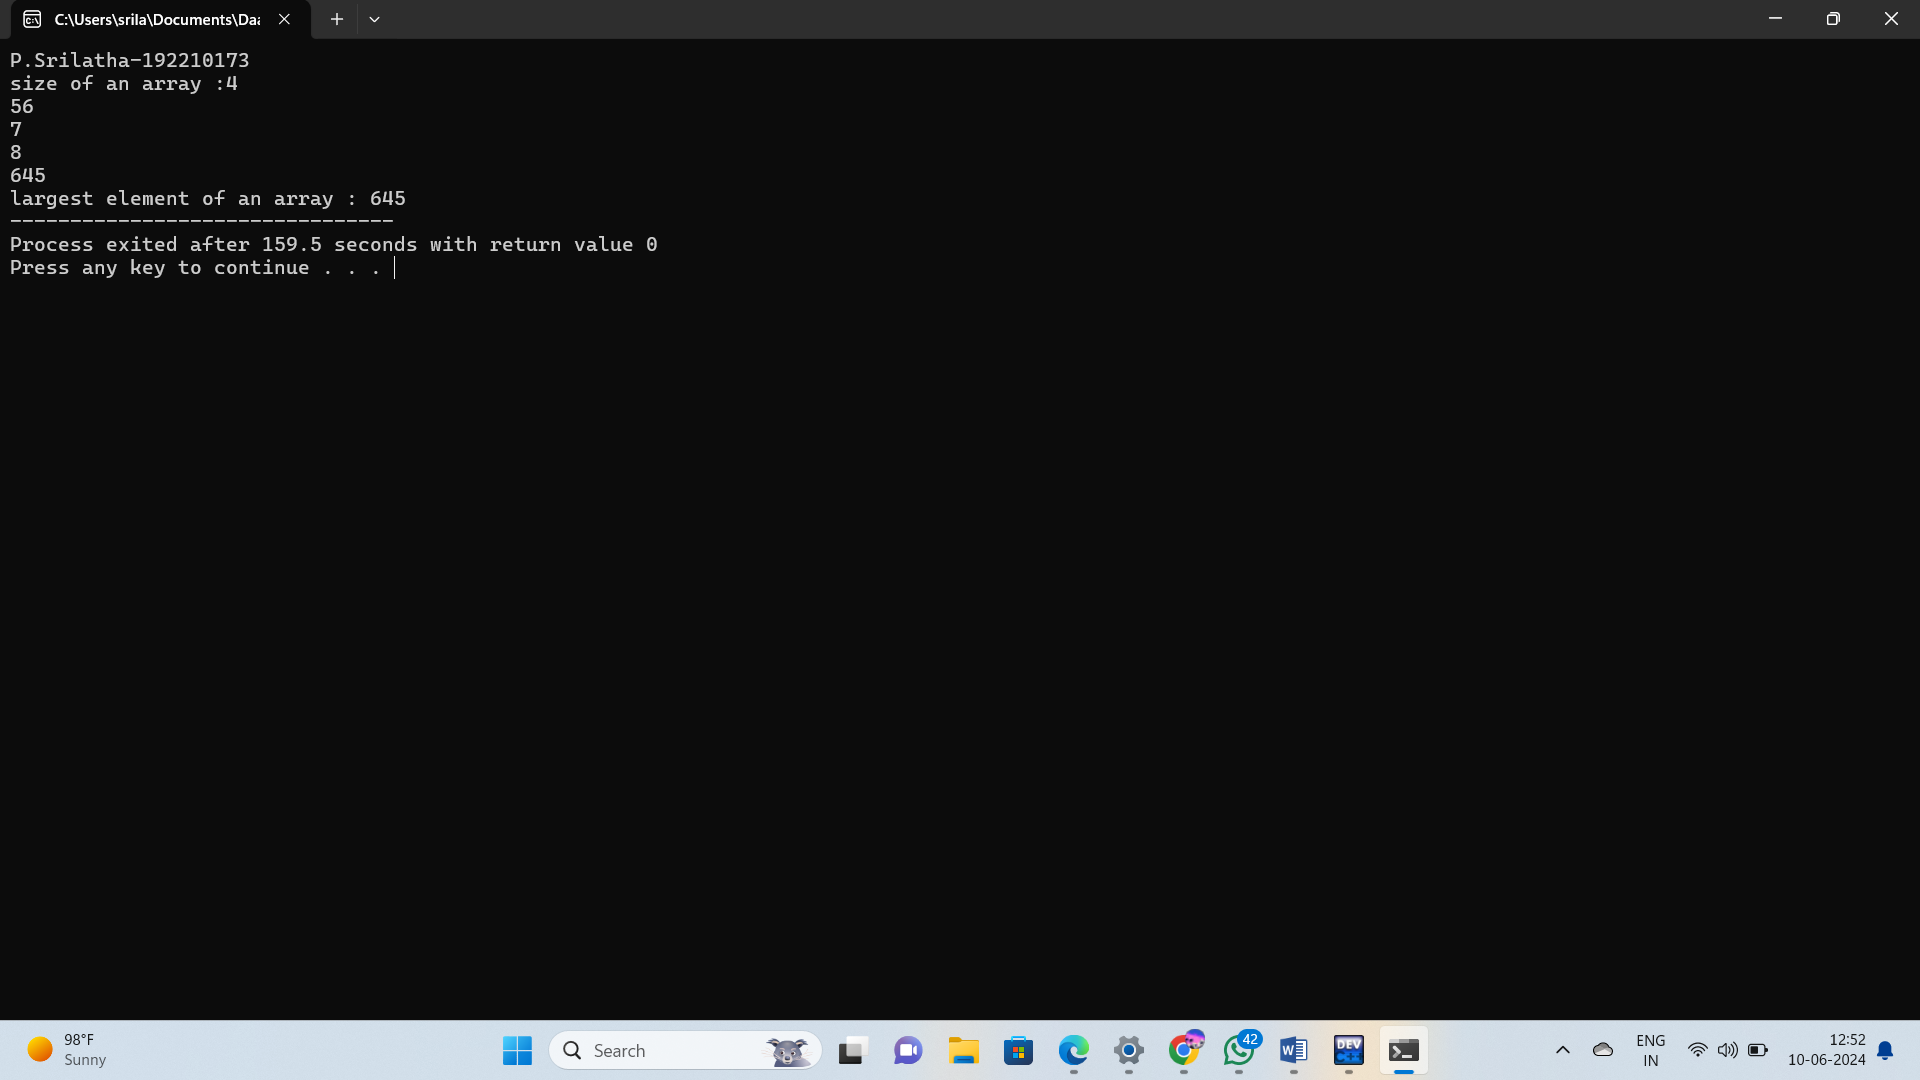 C:\Users\srila\Documents\Daa
P.Srilatha-192210173
size of an array :4
56
7
8
645
largest element of an array : 645
--------------------------------
Process exited after 159.5 seconds with return value 0
Press any key to continue . . .
98°F
Sunny
Search
42
W
DEV
C++
ENG
IN
12:52
10-06-2024